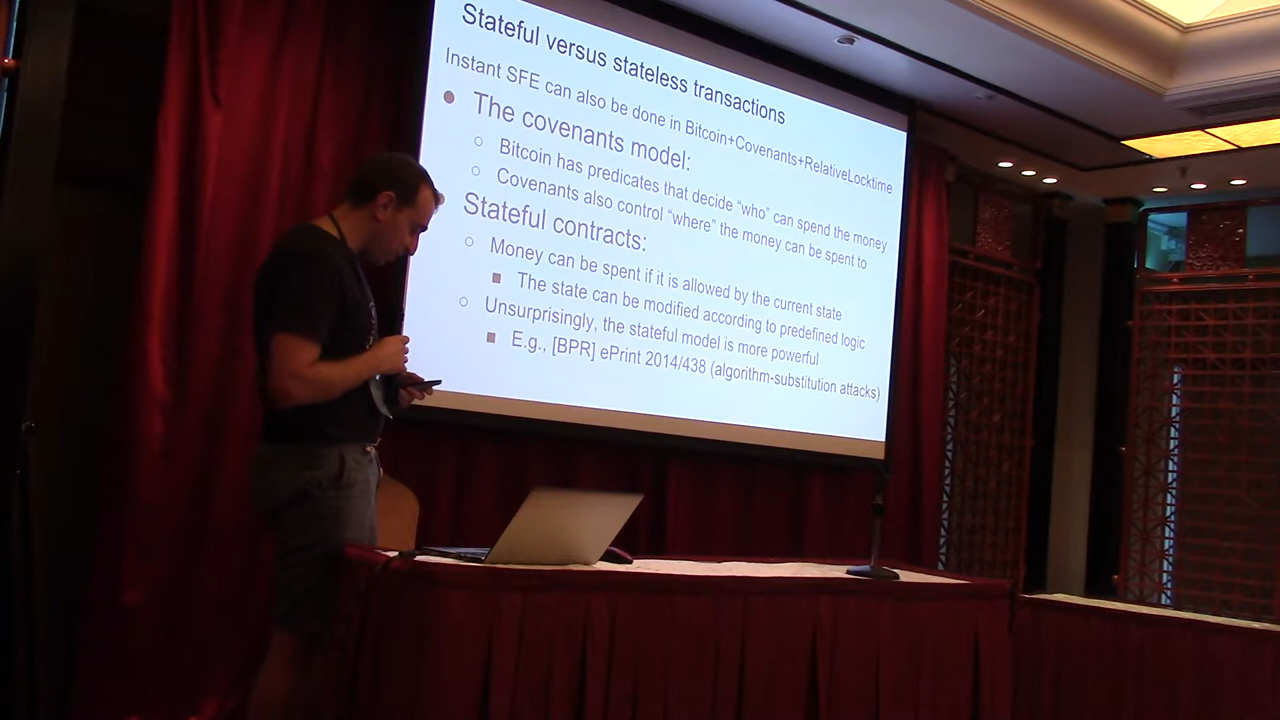 Stateful versus stateless transactions
Instant SFE can also be done in Bitcoin+Covenants+RelativeLocktime
The covenants model:
Bitcoin has predicates that decide “who” can spend the money
Covenants also control “where” the money can be spent to
Stateful contracts:
Money can be spent if it is allowed by the current state
The state can be modified according to predefined logic
Unsurprisingly, the stateful model is more powerful
E.g., [BPR] ePrint 2014/438 (algorithm-substitution attacks)